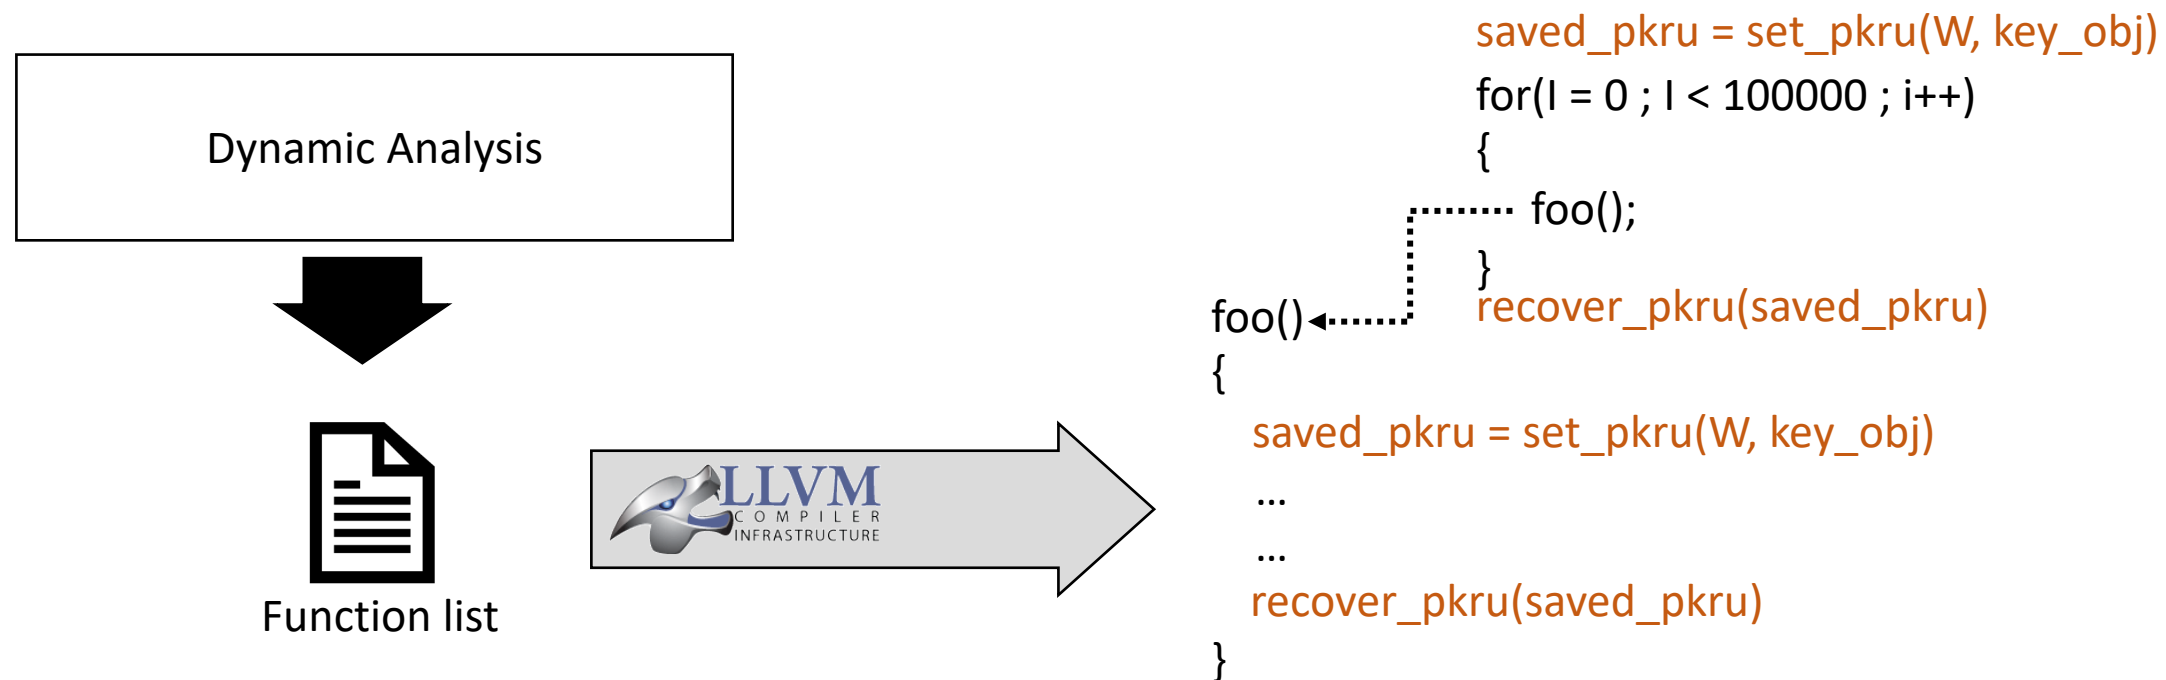 Dynamic Analysis
Function list
LLVM
COMPILER
INFRASTRUCTURE
saved_pkru = set_pkru(W, key_obj)
for(I = 0 ; I < 100000 ; i++)
{
foo();
}
recover_pkru(saved_pkru)
foo()
{
saved_pkru = set_pkru(W, key_obj)
...
...
recover_pkru(saved_pkru)
}